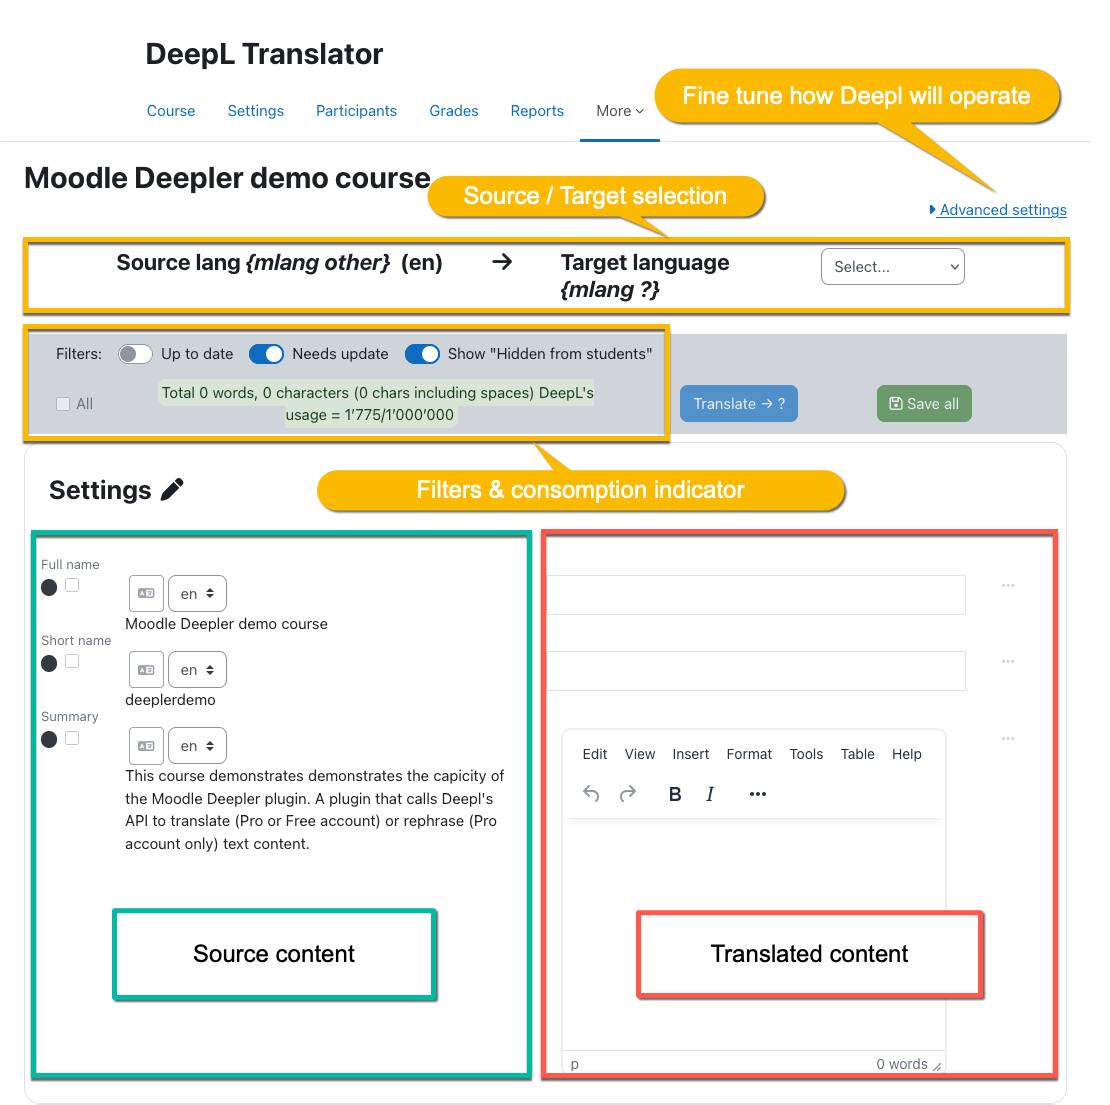 DeepL Translator
Course Settings Participants Grades Reports More
Fine tune how Deepl will operate
Moodle Deepler demo course
Source / Target selection
Advanced settings
Source lang {mlang other} (en) → Target language
{mlang ?}
Select...
Filters: Up to date Needs update Show "Hidden from students"
All
Total 0 words, 0 characters (0 chars including spaces) DeepL's
usage = 1’775/1’000’000
Translate → ?
Save all
Settings
Filters & consomption indicator
Full name
en
Moodle Deepler demo course
Short name
en
deeplerdemo
Summary
en
This course demonstrates demonstrates the capicity of
the Moodle Deepler plugin. A plugin that calls Deepl's
API to translate (Pro or Free account) or rephrase (Pro
account only) text content.
Edit View Insert Format Tools Table Help
B I
Source content
Translated content
p
0 words